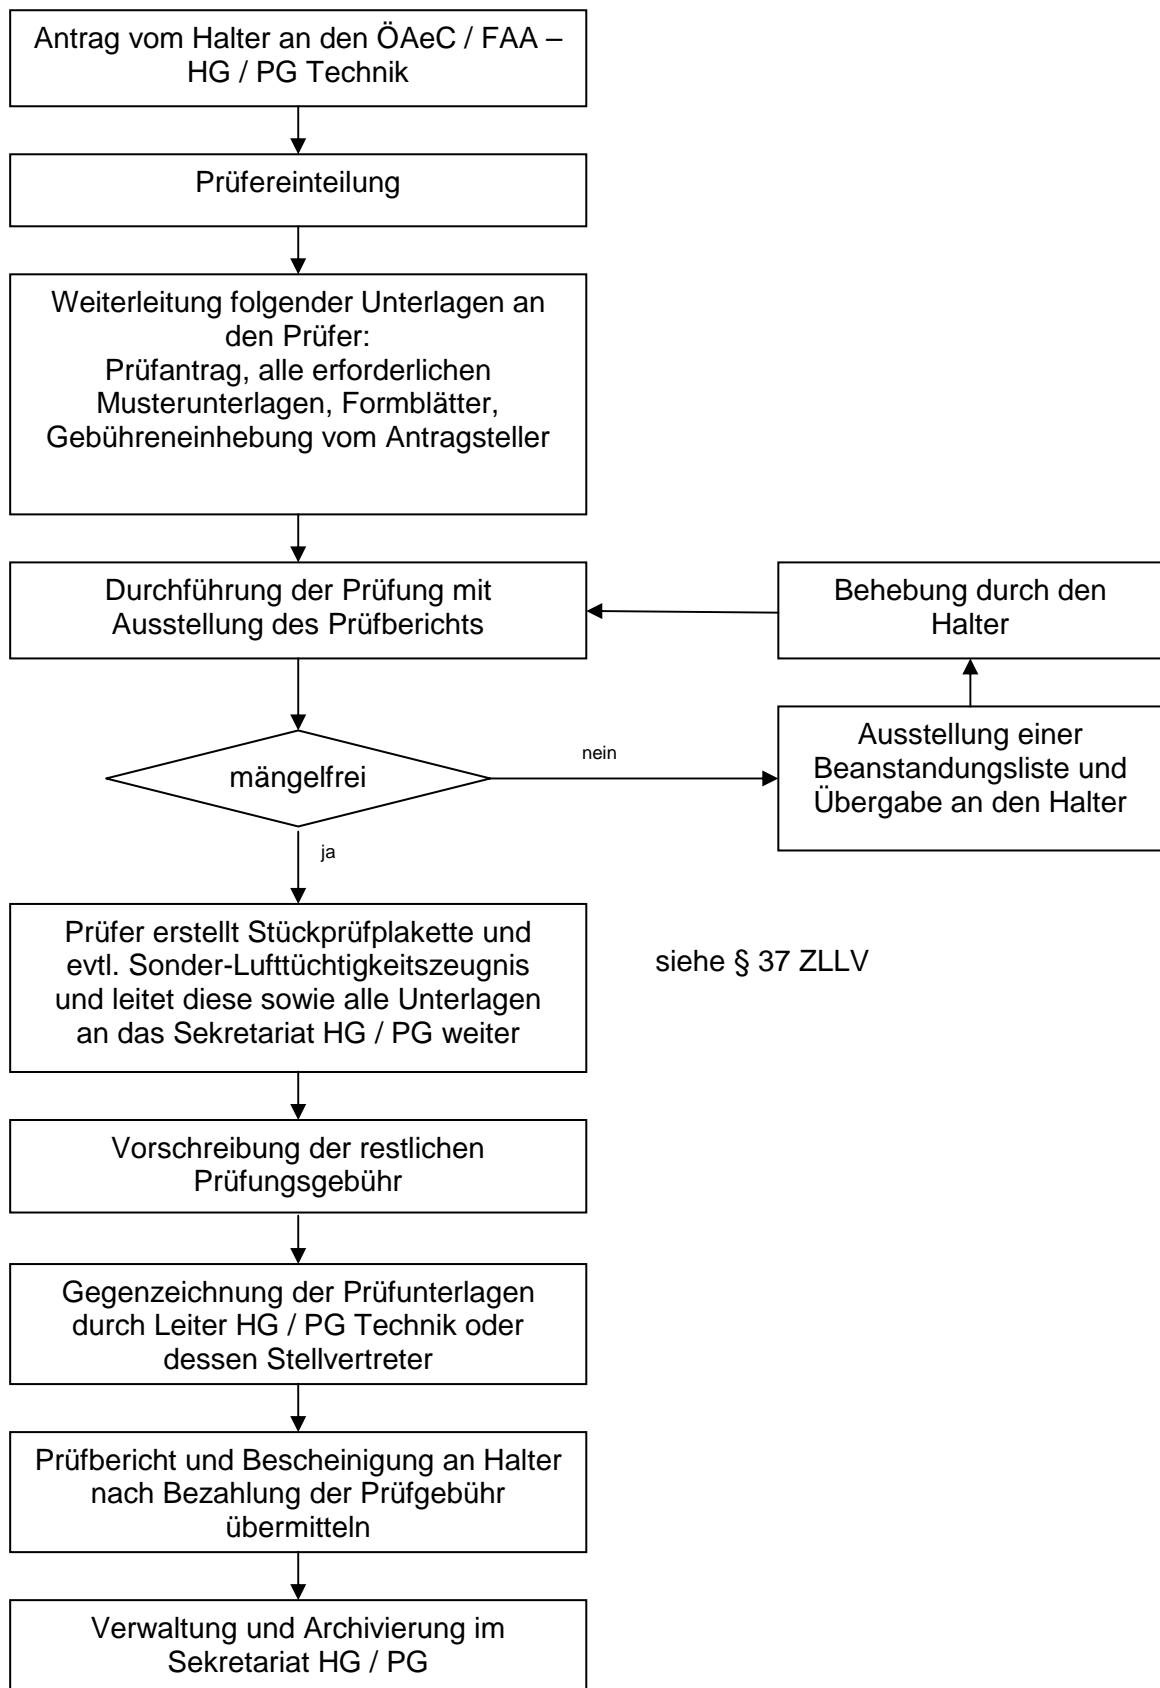 Antrag vom Halter an den ÖAeC / FAA –
HG / PG Technik
Prüfereinteilung
Weiterleitung folgender Unterlagen an
den Prüfer:
Prüfantrag, alle erforderlichen
Musterunterlagen, Formblätter,
Gebühreneinhebung vom Antragsteller
Durchführung der Prüfung mit
Ausstellung des Prüfberichts
Behebung durch den
Halter
Ausstellung einer
Beanstandungsliste und
Übergabe an den Halter
mängelfrei
nein
ja
Prüfer erstellt Stückprüfplakette und
evtl. Sonder-Lufttüchtigkeitszeugnis
und leitet diese sowie alle Unterlagen
an das Sekretariat HG / PG weiter
siehe § 37 ZLLV
Vorschreibung der restlichen
Prüfungsgebühr
Gegenzeichnung der Prüfunterlagen
durch Leiter HG / PG Technik oder
dessen Stellvertreter
Prüfbericht und Bescheinigung an Halter
nach Bezahlung der Prüfgebühr
übermitteln
Verwaltung und Archivierung im
Sekretariat HG / PG